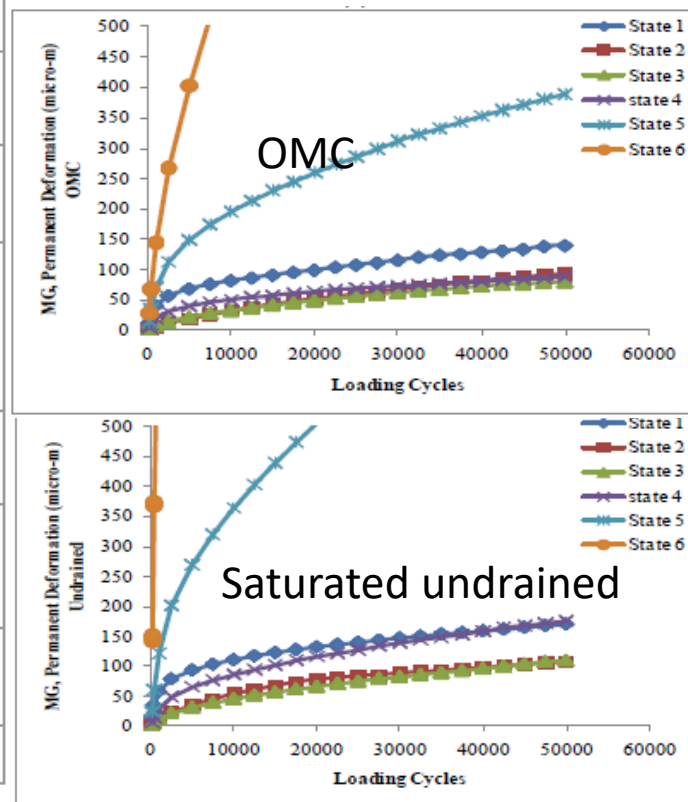 MG, Permanent Deformation (micro-m)
OMC
500
450
400
350
300
250
200
150
100
50
0
OMC
State 1
State 2
State 3
state 4
State 5
State 6
0 10000 20000 30000 40000 50000 60000
Loading Cycles
MG, Permanent Deformation (micro-m)
Undrained
500
450
400
350
300
250
200
150
100
50
0
Saturated undrained
State 1
State 2
State 3
state 4
State 5
State 6
0 10000 20000 30000 40000 50000 60000
Loading Cycles